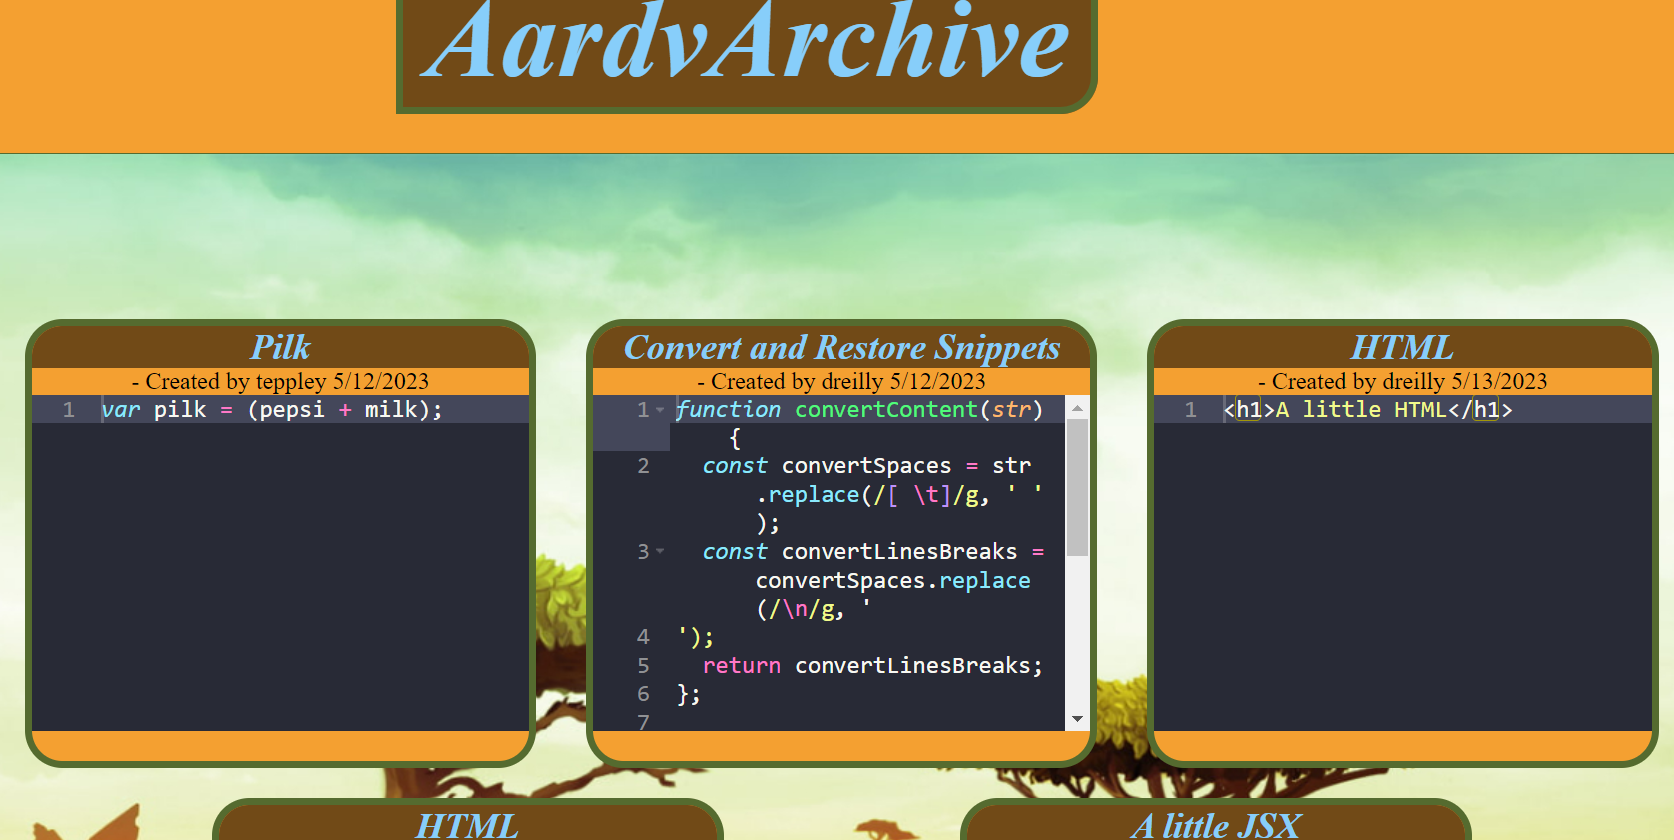 AardvArchive
Pilk
- Created by teppley 5/12/2023
1 var pilk = (pepsi + milk);
Convert and Restore Snippets
- Created by dreilly 5/12/2023
1 function convertContent(str)
{
2 const convertSpaces = str
.replace(/[ \t]/g, ' '
);
3 const convertLinesBreaks =
convertSpaces.replace
(/\n/g, '
4 ');
5 return convertLinesBreaks;
6 };
7
HTML
- Created by dreilly 5/13/2023
1 <h1>A little HTML</h1>
HTML
A little JSX